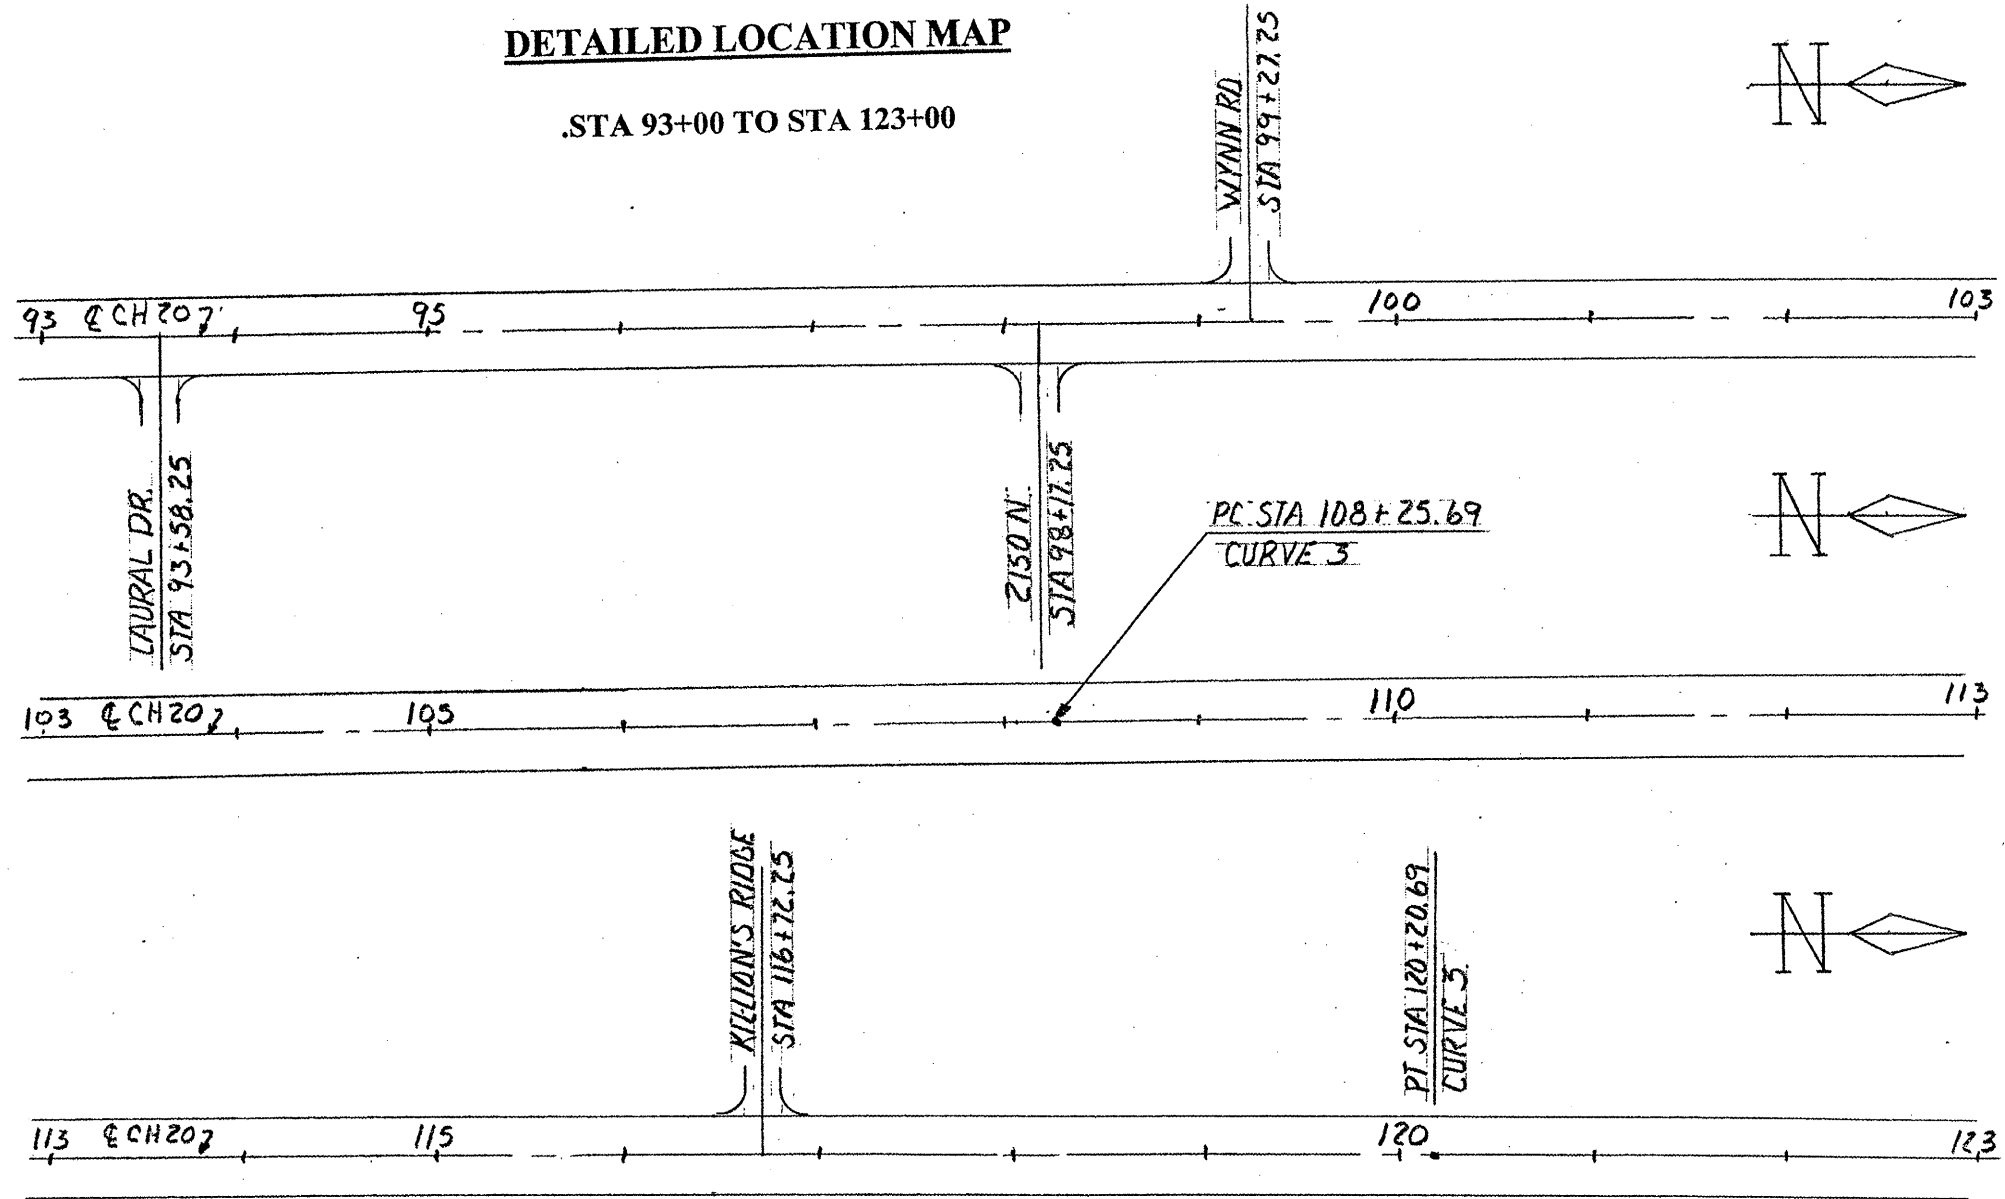 DETAILED LOCATION MAP
.STA 93+00 TO STA 123+00
WYNN RD
STA 99+27.25
N
93 ℄ CH 20 95 100 103
LAURAL DR.
STA 93+58.25
2150 N.
STA 98+17.25
PC STA 108+25.69
CURVE 3
N
103 ℄ CH 20 105 110 113
KILLION'S RIDGE
STA 116+72.25
PT STA 120+20.69
CURVE 3
N
113 ℄ CH 20 115 120 123